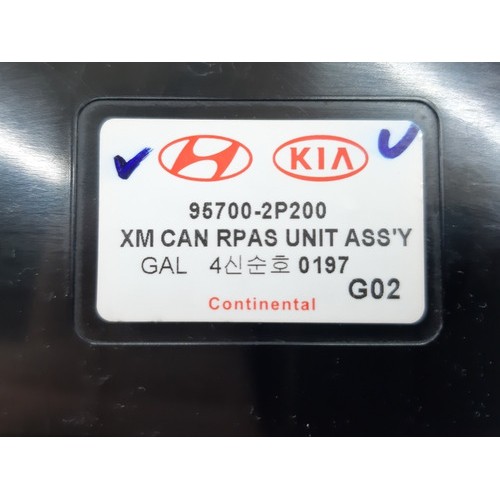 KIA
95700-2P200
XM CAN RPAS UNIT ASS'Y
GAL 4신순호 0197
G02
Continental